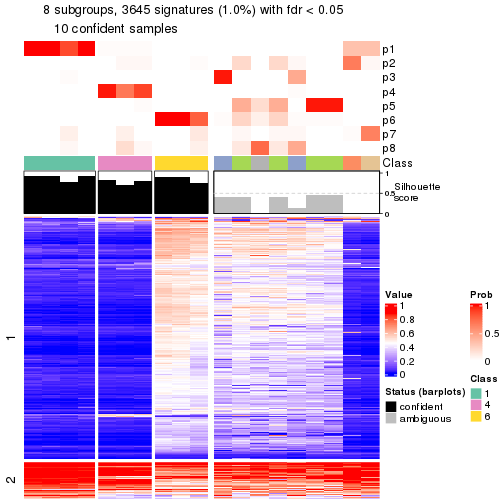 8 subgroups, 3645 signatures (1.0%) with fdr < 0.05
10 confident samples
p1
p2
p3
p4
p5
p6
p7
p8
Class
1
0.5
0
Silhouette
score
1
2
Value
1
0.8
0.6
0.4
0.2
0
Prob
1
0.5
0
Status (barplots)
confident
ambiguous
Class
1
4
6